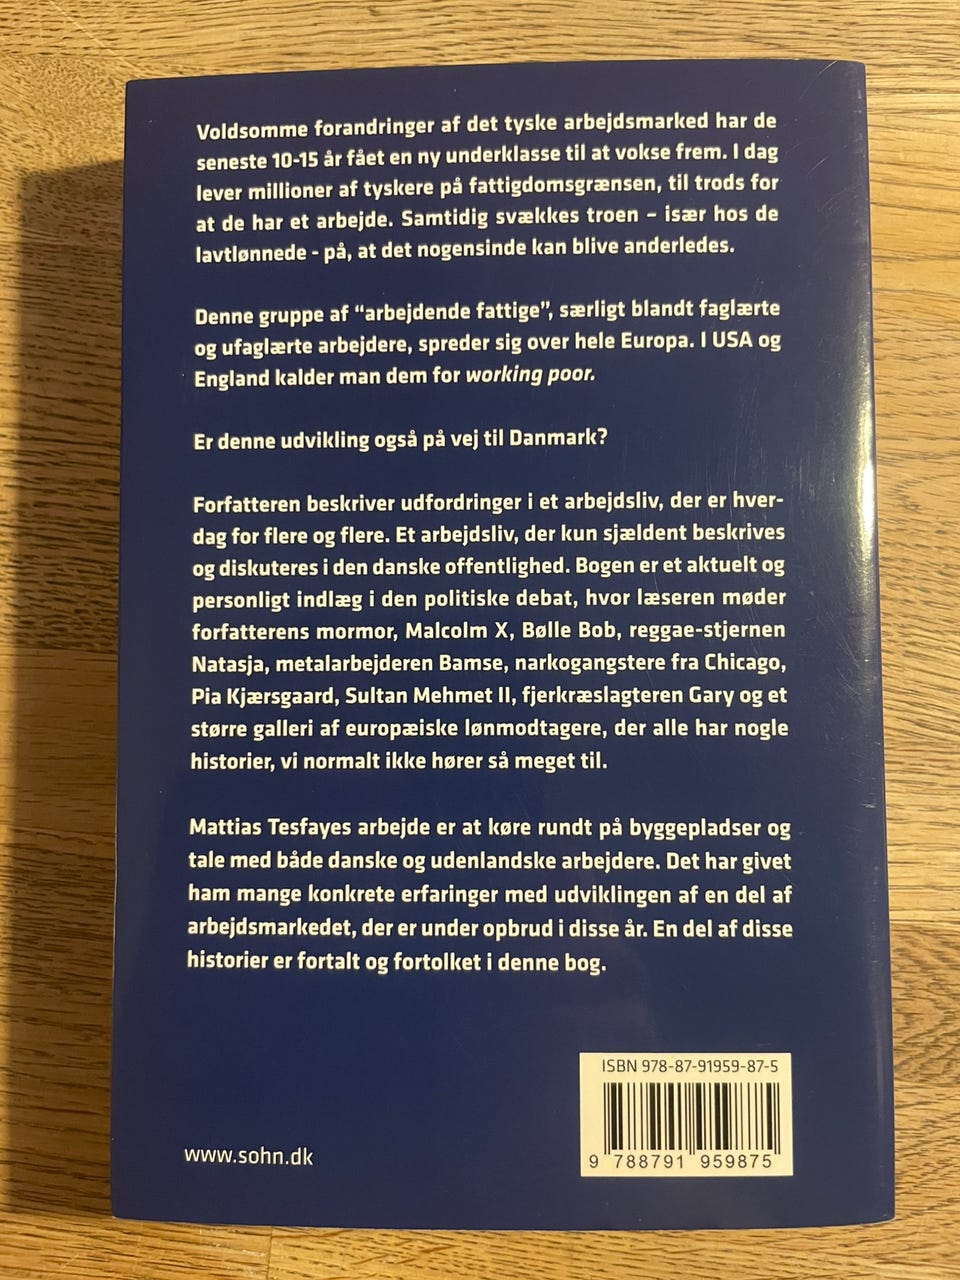 Voldsomme forandringer af det tyske arbejdsmarked har de
seneste 10-15 år fået en ny underklasse til at vokse frem. I dag
lever millioner af tyskere på fattigdomsgrænsen, til trods for
at de har et arbejde. Samtidig svækkes troen – især hos de
lavtlønnede - på, at det nogensinde kan blive anderledes.
Denne gruppe af “arbejdende fattige”, særligt blandt faglærte
og ufaglærte arbejdere, spreder sig over hele Europa. I USA og
England kalder man dem for working poor.
Er denne udvikling også på vej til Danmark?
Forfatteren beskriver udfordringer i et arbejdsliv, der er hver-
dag for flere og flere. Et arbejdsliv, der kun sjældent beskrives
og diskuteres i den danske offentlighed. Bogen er et aktuelt og
personligt indlæg i den politiske debat, hvor læseren møder
forfatterens mormor, Malcolm X, Bølle Bob, reggae-stjernen
Natasja, metalarbejderen Bamse, narkogangstere fra Chicago,
Pia Kjærsgaard, Sultan Mehmet II, fjerkræslagteren Gary og et
større galleri af europæiske lønmodtagere, der alle har nogle
historier, vi normalt ikke hører så meget til.
Mattias Tesfayes arbejde er at køre rundt på byggepladser og
tale med både danske og udenlandske arbejdere. Det har givet
ham mange konkrete erfaringer med udviklingen af en del af
arbejdsmarkedet, der er under opbrud i disse år. En del af disse
historier er fortalt og fortolket i denne bog.
ISBN 978-87-91959-87-5
9 788791 959875
www.sohn.dk